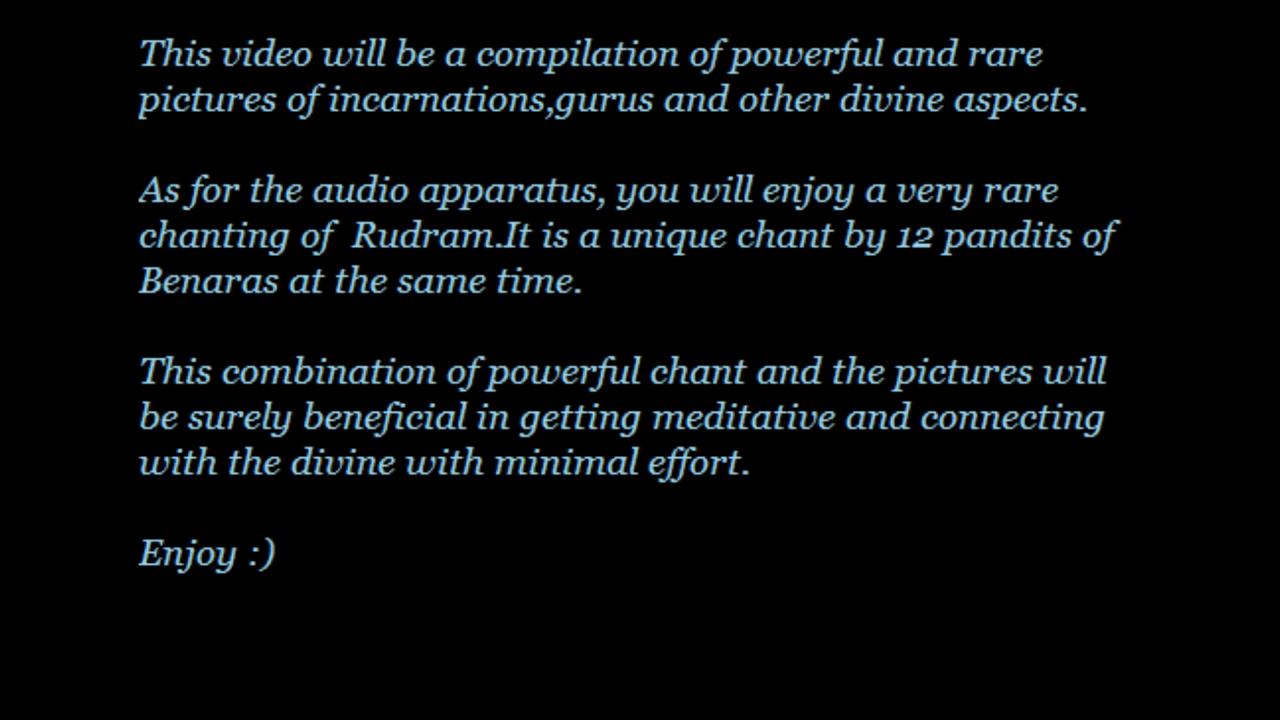 This video will be a compilation of powerful and rare
pictures of incarnations,gurus and other divine aspects.
As for the audio apparatus, you will enjoy a very rare
chanting of  Rudram.It is a unique chant by 12 pandits of
Benaras at the same time.
This combination of powerful chant and the pictures will
be surely beneficial in getting meditative and connecting
with the divine with minimal effort.
Enjoy :)